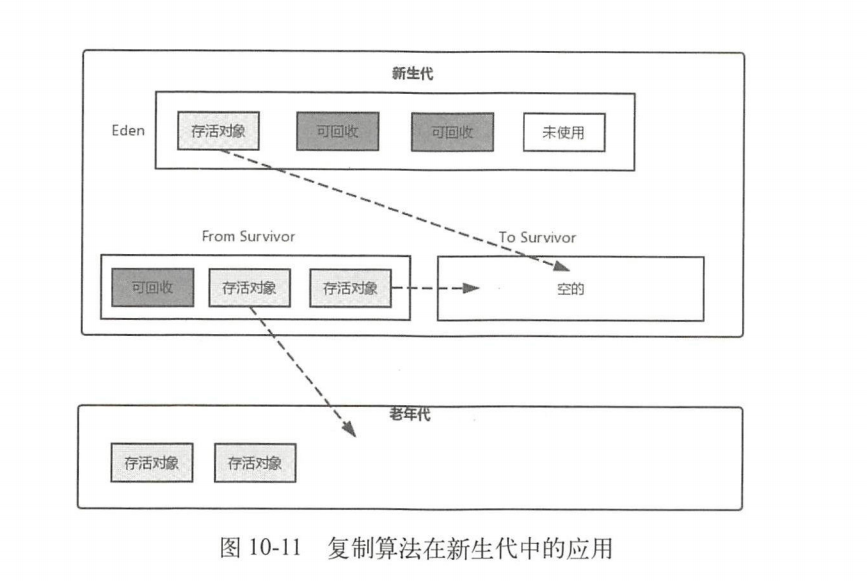 新生代
Eden 存活对象 可回收 可回收 未使用
From Survivor To Survivor
可回收 存活对象 存活对象 空的
老年代
存活对象 存活对象
图 10-11 复制算法在新生代中的应用